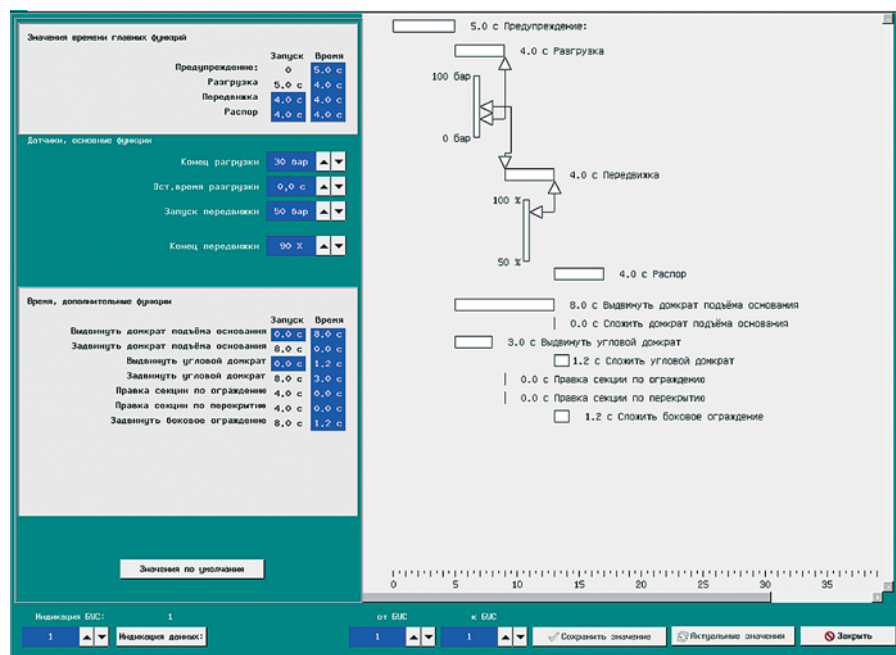 Значения времени главных функций
Запуск Время
Предупреждение: 0 5.0 с
Разгрузка 5.0 с 4.0 с
Передвижка 4.0 с 4.0 с
Распор 4.0 с 4.0 с
Датчики, основные функции
Конец рагрузки 30 бар
Ост.время разгрузки 0,0 с
Запуск передвижки 50 бар
Конец передвижки 90 %
Время, дополнительные функции
Запуск Время
Выдвинуть домкрат подъёма основания 0.0 с 8.0 с
Задвинуть домкрат подъёма основания 8.0 с 0.0 с
Выдвинуть угловой домкрат 0.0 с 1.2 с
Задвинуть угловой домкрат 8.0 с 3.0 с
Правка секции по ограждению 4.0 с 0.0 с
Правка секции по перекрытию 4.0 с 0.0 с
Задвинуть боковое ограждение 8.0 с 1.2 с
Значения по умолчанию
5.0 с Предупреждение:
4.0 с Разгрузка
100 бар
0 бар
4.0 с Передвижка
100 %
50 %
4.0 с Распор
8.0 с Выдвинуть домкрат подъёма основания
0.0 с Сложить домкрат подъёма основания
3.0 с Выдвинуть угловой домкрат
1.2 с Сложить угловой домкрат
0.0 с Правка секции по ограждению
0.0 с Правка секции по перекрытию
1.2 с Сложить боковое ограждение
0 5 10 15 20 25 30 35
Индикация БУС: 1 от БУС к БУС
1 Индикация данных: 1 1 Сохранить значение Актуальные значения Закрыть